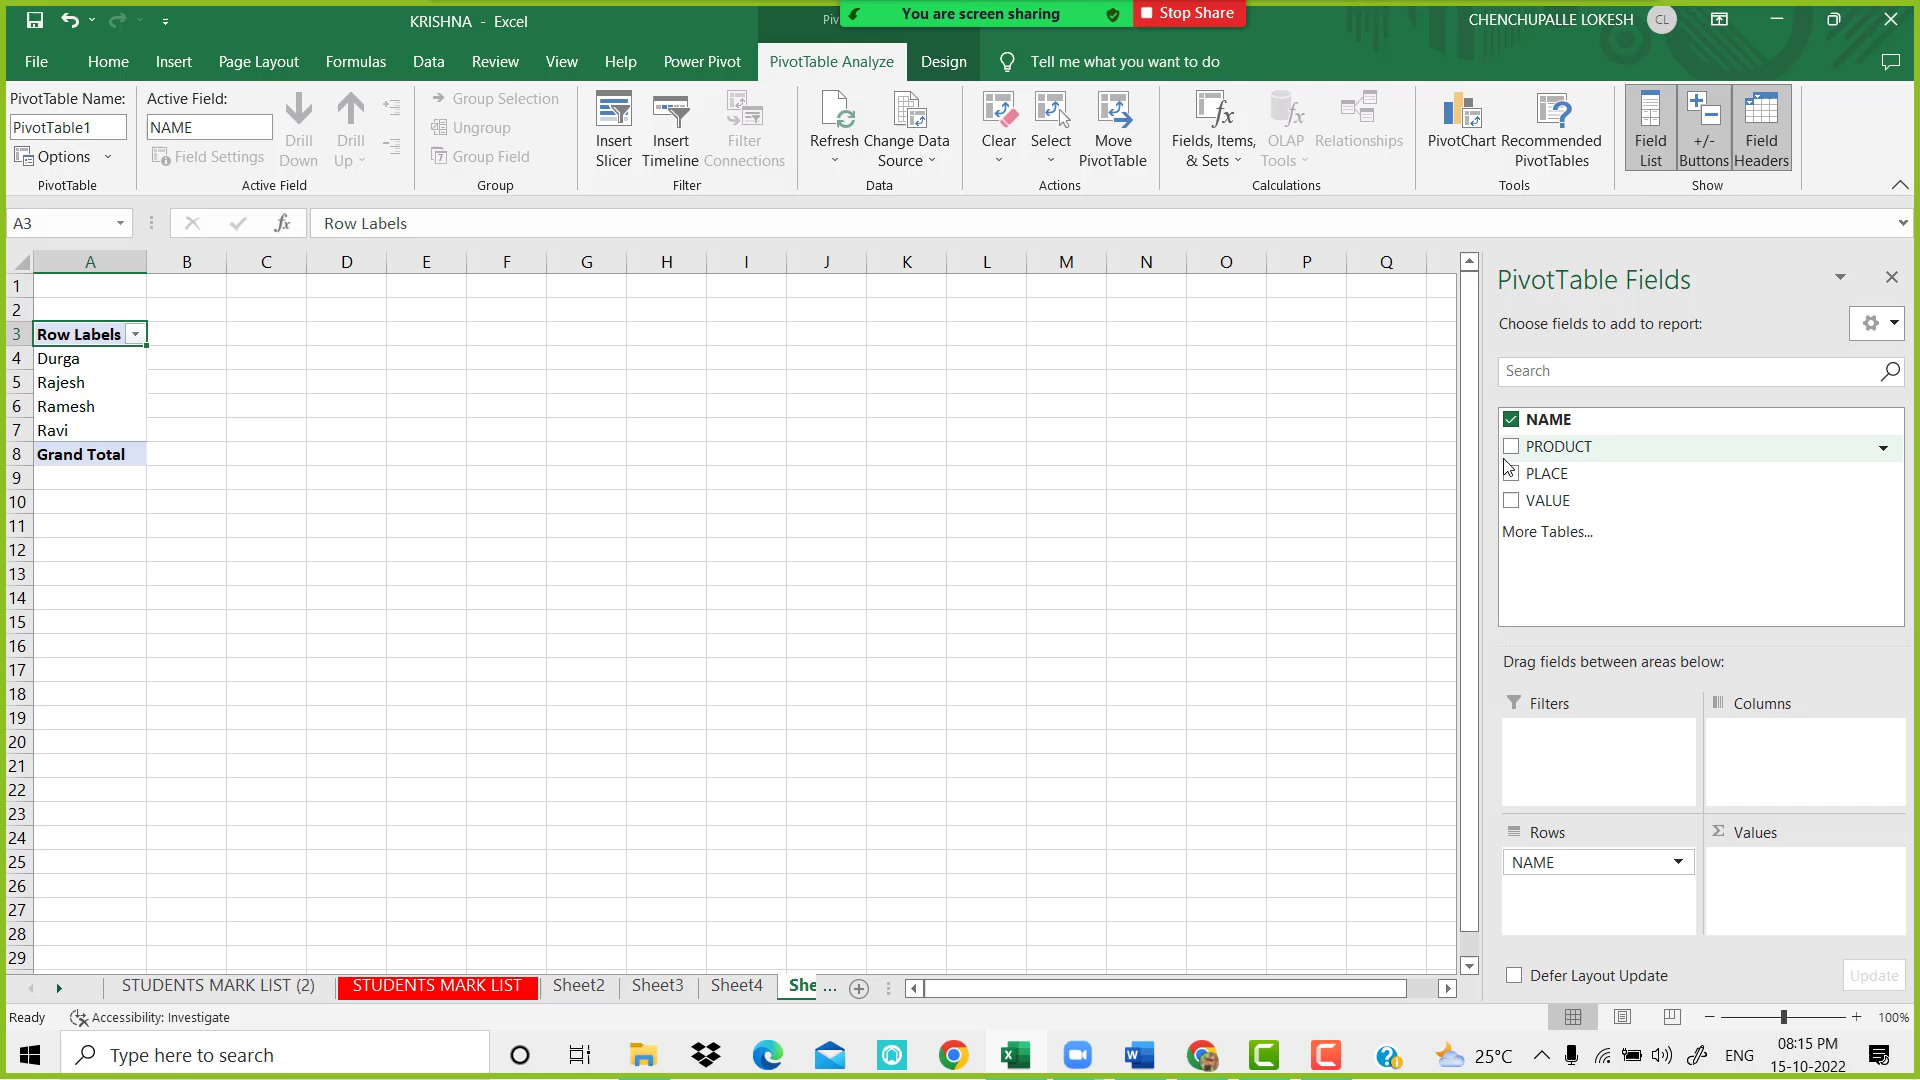 KRISHNA - Excel
Piv
You are screen sharing
Stop Share
CHENCHUPALLE LOKESH
CL
File
Home
Insert
Page Layout
Formulas
Data
Review
View
Help
Power Pivot
PivotTable Analyze
Design
Tell me what you want to do
PivotTable Name:
PivotTable1
Options
PivotTable
Active Field:
NAME
Field Settings
Drill Down
Drill Up
Active Field
Group Selection
Ungroup
Group Field
Group
Insert Slicer
Insert Timeline
Filter Connections
Filter
Refresh
Change Data Source
Data
Clear
Select
Move PivotTable
Actions
Fields, Items, & Sets
OLAP Tools
Relationships
Calculations
PivotChart
Recommended PivotTables
Tools
Field List
+/- Buttons
Field Headers
Show
A3
fx
Row Labels
A B C D E F G H I J K L M N O P Q
1
2
3 Row Labels
4 Durga
5 Rajesh
6 Ramesh
7 Ravi
8 Grand Total
9
10
11
12
13
14
15
16
17
18
19
20
21
22
23
24
25
26
27
28
29
PivotTable Fields
Choose fields to add to report:
Search
NAME
PRODUCT
PLACE
VALUE
More Tables...
Drag fields between areas below:
Filters
Columns
Rows
Σ Values
NAME
Defer Layout Update
Update
STUDENTS MARK LIST (2)
STUDENTS MARK LIST
Sheet2
Sheet3
Sheet4
She ...
Ready
Accessibility: Investigate
100%
Type here to search
25°C
ENG
08:15 PM
15-10-2022